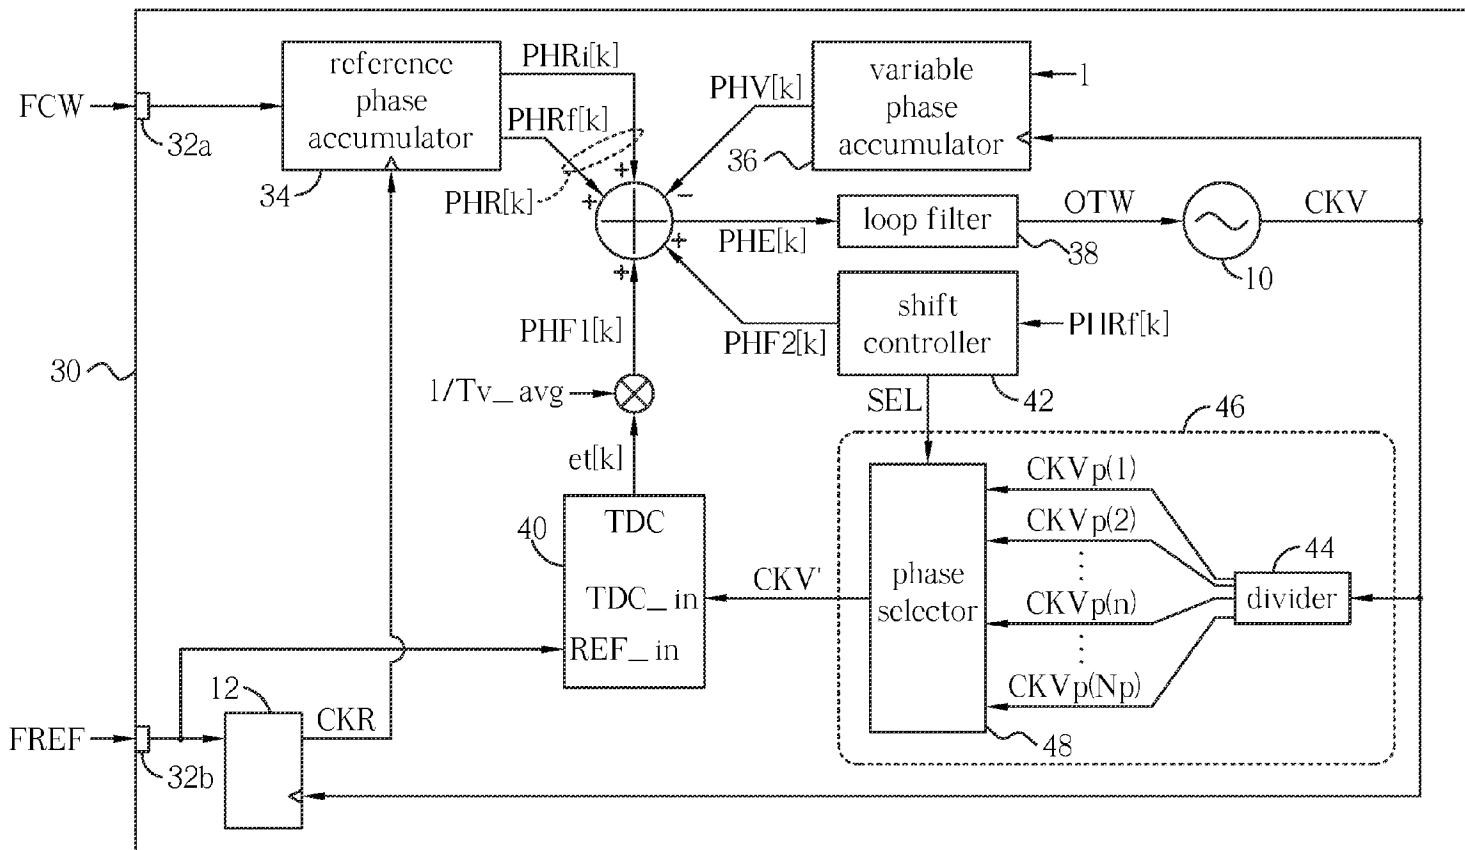 FCW
32a
reference
phase
accumulator
34
PHRi[k]
PHRf[k]
PHR[k]
+
+
+
+
−
PHV[k]
variable
phase
accumulator
36
1
PHE[k]
loop filter
38
OTW
10
CKV
PHF1[k]
PHF2[k]
shift
controller
42
PHRf[k]
30
1/Tv_avg
SEL
46
et[k]
40
TDC
TDC_in
REF_in
CKV'
phase
selector
48
CKVp(1)
CKVp(2)
CKVp(n)
CKVp(Np)
44
divider
12
CKR
FREF
32b